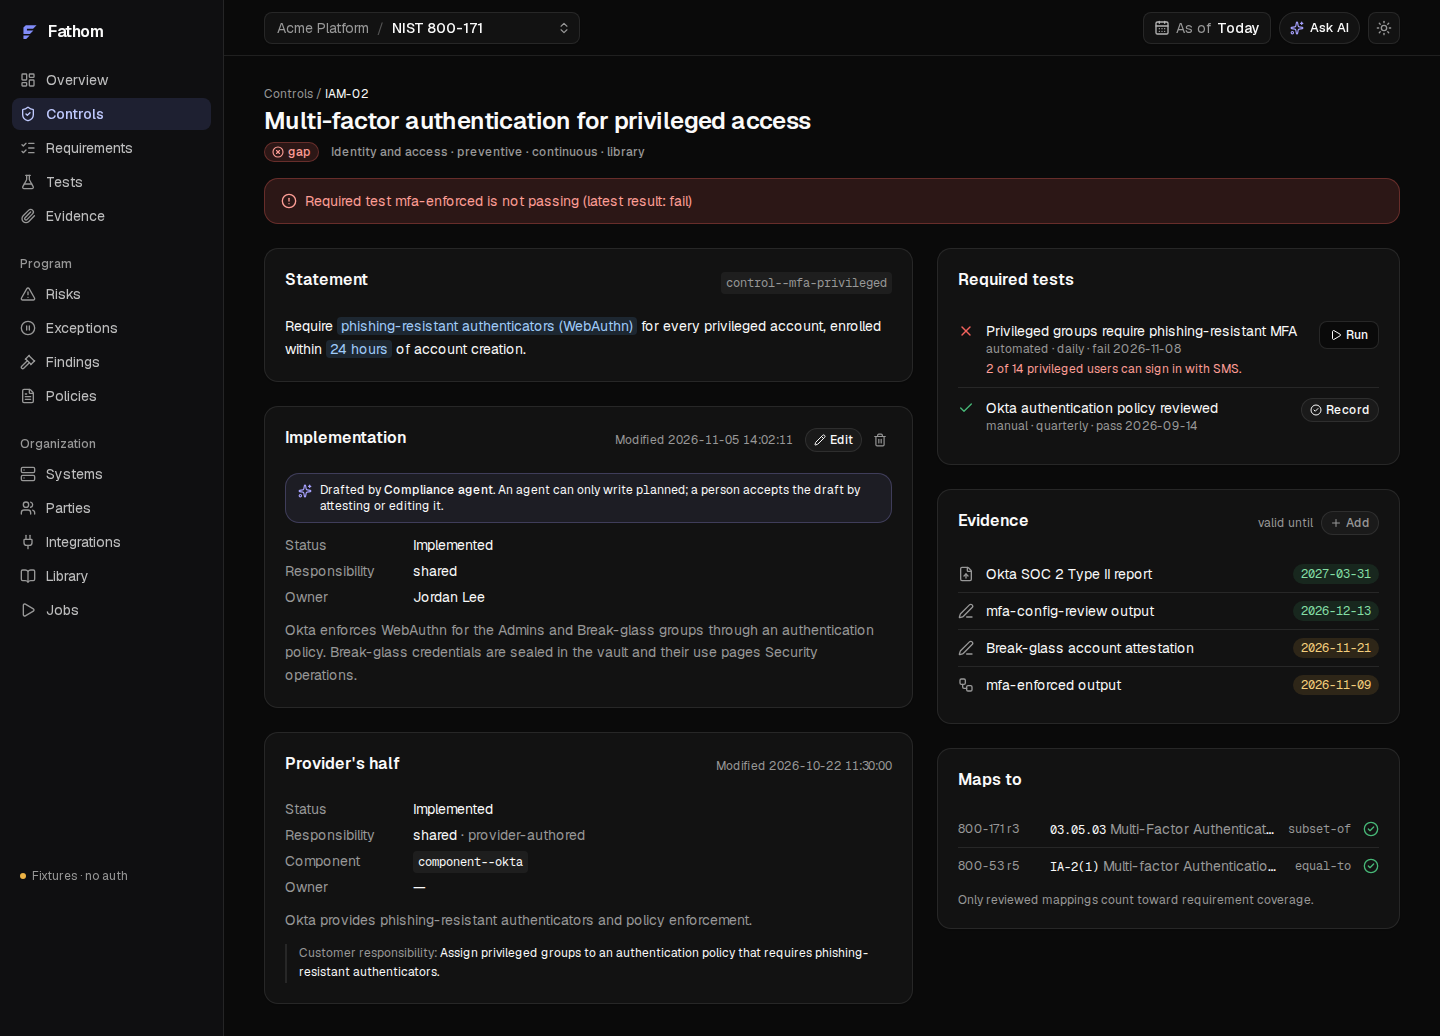 Fathom
Overview
Controls
Requirements
Tests
Evidence
Program
Risks
Exceptions
Findings
Policies
Organization
Systems
Parties
Integrations
Library
Jobs
Fixtures · no auth
Acme Platform / NIST 800-171
As of Today
Ask AI
Controls / IAM-02
Multi-factor authentication for privileged access
gap
Identity and access · preventive · continuous · library
Required test mfa-enforced is not passing (latest result: fail)
Statement
control--mfa-privileged
Require phishing-resistant authenticators (WebAuthn) for every privileged account, enrolled
within 24 hours of account creation.
Implementation
Modified 2026-11-05 14:02:11
Edit
Drafted by Compliance agent. An agent can only write planned; a person accepts the draft by
attesting or editing it.
Status Implemented
Responsibility shared
Owner Jordan Lee
Okta enforces WebAuthn for the Admins and Break-glass groups through an authentication
policy. Break-glass credentials are sealed in the vault and their use pages Security
operations.
Provider's half
Modified 2026-10-22 11:30:00
Status Implemented
Responsibility shared · provider-authored
Component component--okta
Owner —
Okta provides phishing-resistant authenticators and policy enforcement.
Customer responsibility: Assign privileged groups to an authentication policy that requires phishing-
resistant authenticators.
Required tests
Privileged groups require phishing-resistant MFA
automated · daily · fail 2026-11-08
2 of 14 privileged users can sign in with SMS.
Run
Okta authentication policy reviewed
manual · quarterly · pass 2026-09-14
Record
Evidence
valid until
+ Add
Okta SOC 2 Type II report 2027-03-31
mfa-config-review output 2026-12-13
Break-glass account attestation 2026-11-21
mfa-enforced output 2026-11-09
Maps to
800-171 r3 03.05.03 Multi-Factor Authenticat… subset-of
800-53 r5 IA-2(1) Multi-factor Authenticatio… equal-to
Only reviewed mappings count toward requirement coverage.